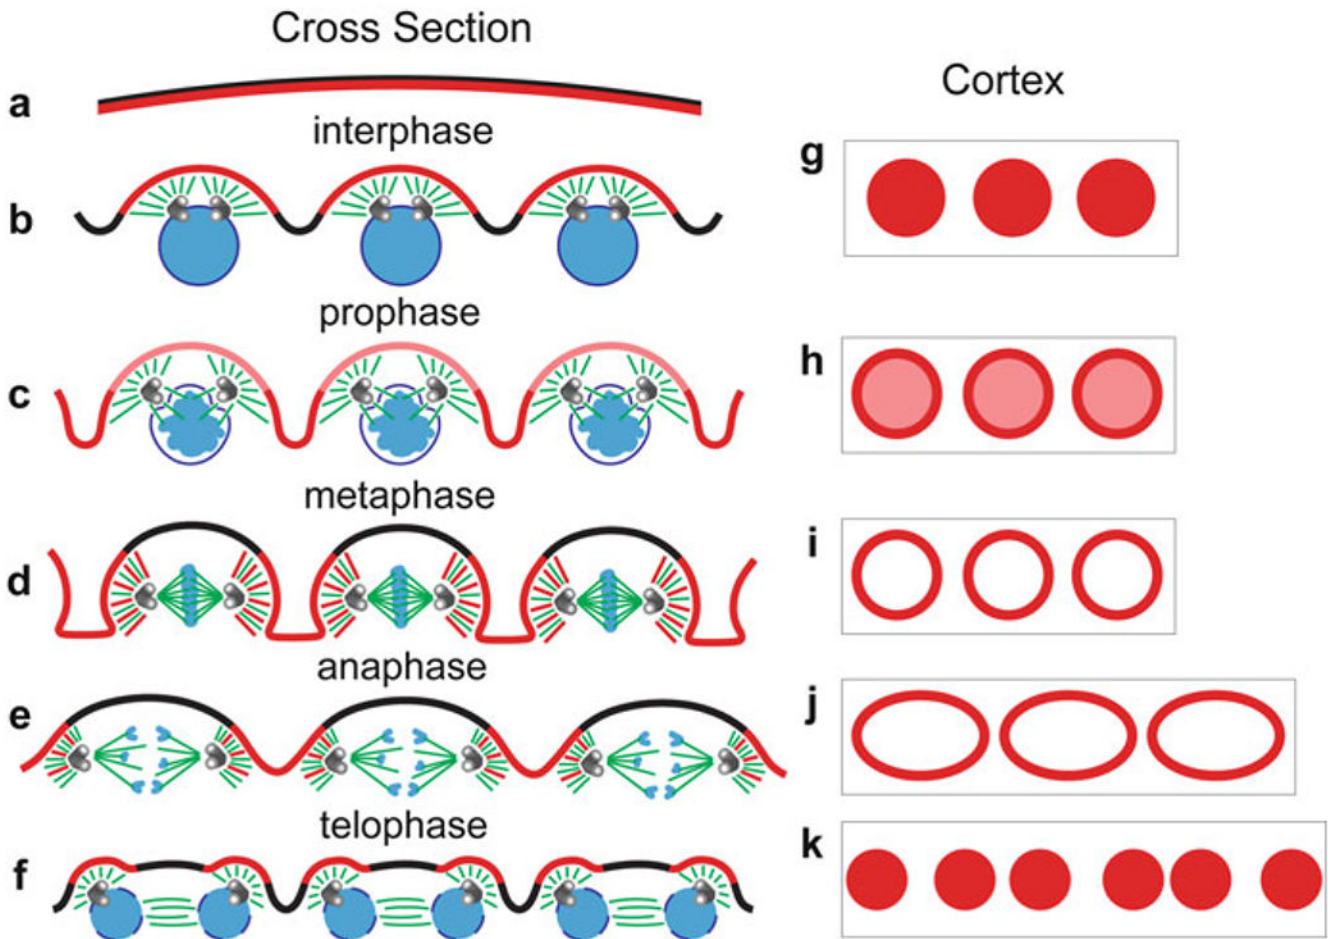 Cross Section
Cortex
a
interphase
g
b
prophase
h
c
metaphase
i
d
anaphase
j
e
telophase
k
f